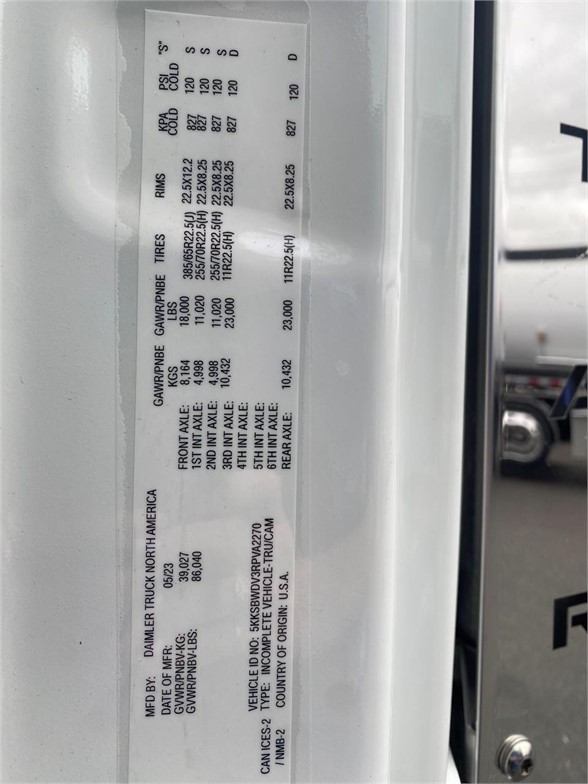 MFD BY: DAIMLER TRUCK NORTH AMERICA
DATE OF MFR: 05/23
GVWR/PNBV-KG: 39,027
GVWR/PNBV-LBS: 86,040
GAWR/PNBE KGS GAWR/PNBE LBS TIRES RIMS KPA COLD PSI COLD "S"
FRONT AXLE: 8,164 18,000 385/65R22.5(J) 22.5X12.2 827 120 S
1ST INT AXLE: 4,998 11,020 255/70R22.5(H) 22.5X8.25 827 120 S
2ND INT AXLE: 4,998 11,020 255/70R22.5(H) 22.5X8.25 827 120 S
3RD INT AXLE: 10,432 23,000 11R22.5(H) 22.5X8.25 827 120 D
4TH INT AXLE:
5TH INT AXLE:
6TH INT AXLE:
REAR AXLE: 10,432 23,000 11R22.5(H) 22.5X8.25 827 120 D
VEHICLE ID NO: 5KKSBWDV3RPVA2270
CAN ICES-2 TYPE: INCOMPLETE VEHICLE-TRU/CAM
/ NMB-2 COUNTRY OF ORIGIN: U.S.A.